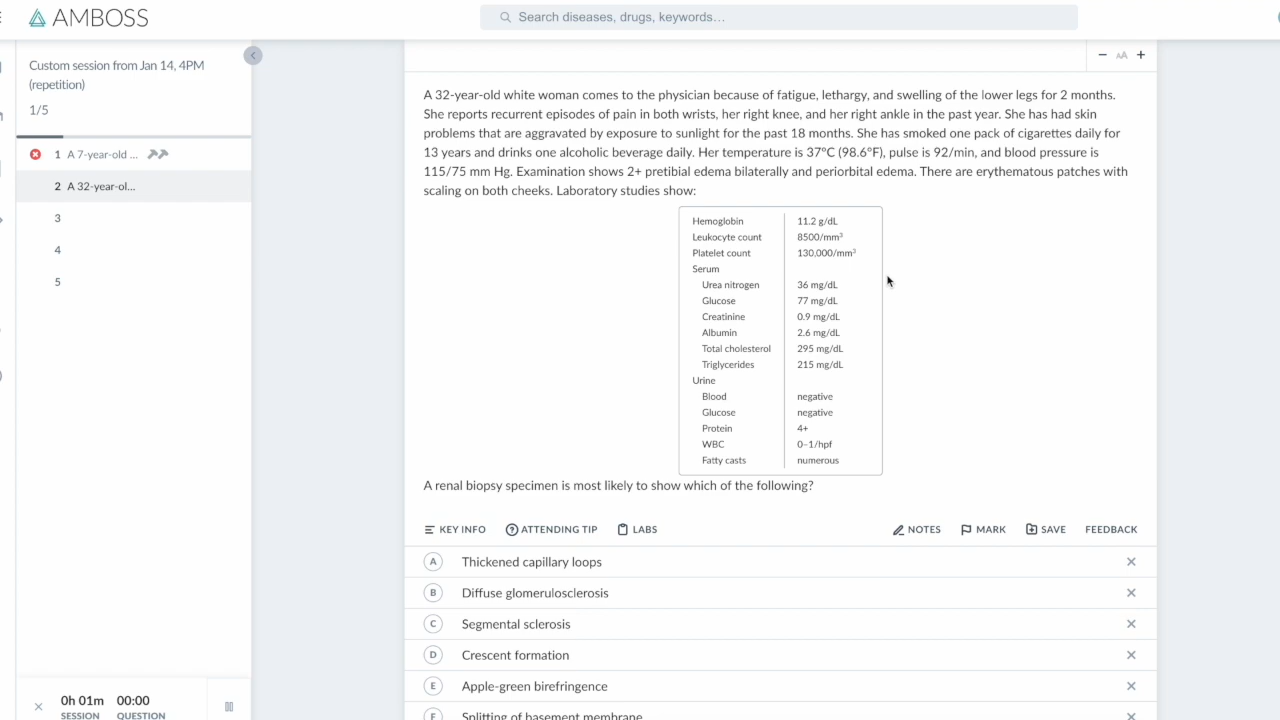 AMBOSS
Search diseases, drugs, keywords…
Custom session from Jan 14, 4PM
(repetition)
1/5
1 A 7-year-old ...
2 A 32-year-ol...
3
4
5
0h 01m 00:00
SESSION QUESTION
− AA +
A 32-year-old white woman comes to the physician because of fatigue, lethargy, and swelling of the lower legs for 2 months.
She reports recurrent episodes of pain in both wrists, her right knee, and her right ankle in the past year. She has had skin
problems that are aggravated by exposure to sunlight for the past 18 months. She has smoked one pack of cigarettes daily for
13 years and drinks one alcoholic beverage daily. Her temperature is 37°C (98.6°F), pulse is 92/min, and blood pressure is
115/75 mm Hg. Examination shows 2+ pretibial edema bilaterally and periorbital edema. There are erythematous patches with
scaling on both cheeks. Laboratory studies show:
Hemoglobin 11.2 g/dL
Leukocyte count 8500/mm³
Platelet count 130,000/mm³
Serum
Urea nitrogen 36 mg/dL
Glucose 77 mg/dL
Creatinine 0.9 mg/dL
Albumin 2.6 mg/dL
Total cholesterol 295 mg/dL
Triglycerides 215 mg/dL
Urine
Blood negative
Glucose negative
Protein 4+
WBC 0–1/hpf
Fatty casts numerous
A renal biopsy specimen is most likely to show which of the following?
KEY INFO ATTENDING TIP LABS NOTES MARK SAVE FEEDBACK
A Thickened capillary loops
B Diffuse glomerulosclerosis
C Segmental sclerosis
D Crescent formation
E Apple-green birefringence
F Splitting of basement membrane